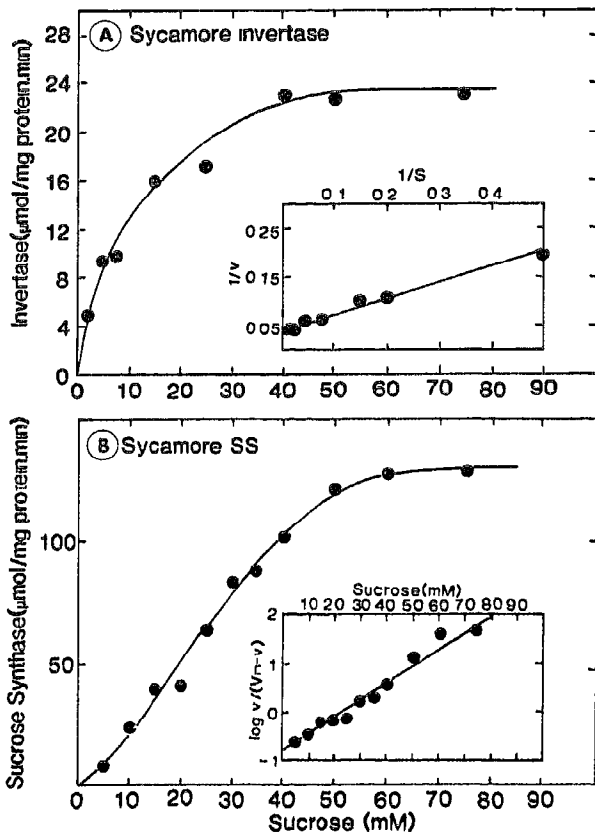 28
A Sycamore invertase
24
20
16
12
8
4
0
Invertase(μmol/mg protein.min)
1/S
0 1 0 2 0 3 0 4
0 25
0 15
0 05
1/v
0 10 20 30 40 50 60 70 80 90
B Sycamore SS
100
50
Sucrose Synthase(μmol/mg protein.min)
Sucrose(mM)
10 20 30 40 50 60 70 80 90
2
1
0
-1
log v/(Vm-v)
0 10 20 30 40 50 60 70 80 90
Sucrose (mM)